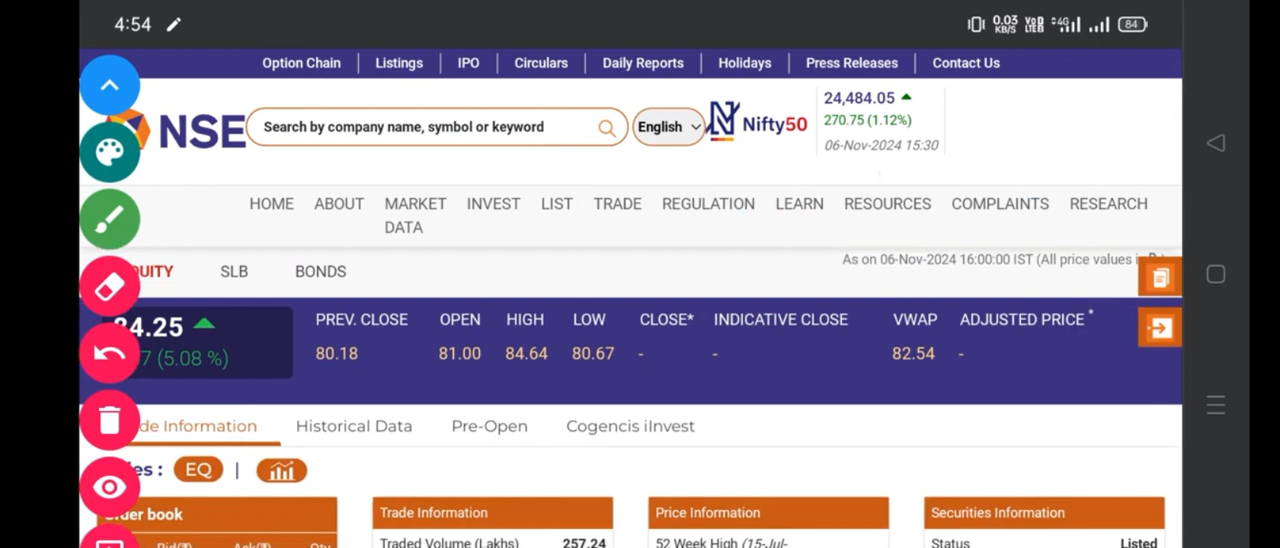 4:54
0.03 KB/S 4G 84
Option Chain Listings IPO Circulars Daily Reports Holidays Press Releases Contact Us
NSE
Search by company name, symbol or keyword
English
Nifty50
24,484.05
270.75 (1.12%)
06-Nov-2024 15:30
HOME ABOUT MARKET DATA INVEST LIST TRADE REGULATION LEARN RESOURCES COMPLAINTS RESEARCH
SLB BONDS
As on 06-Nov-2024 16:00:00 IST (All price values
PREV. CLOSE OPEN HIGH LOW CLOSE* INDICATIVE CLOSE VWAP ADJUSTED PRICE *
84.25
80.18 81.00 84.64 80.67 - - 82.54 -
(5.08 %)
Information Historical Data Pre-Open Cogencis iInvest
EQ |
book Trade Information Price Information Securities Information
Bid(₹) Ask(₹) Qty Traded Volume (Lakhs) 257.24 52 Week High (15-Jul- Status Listed